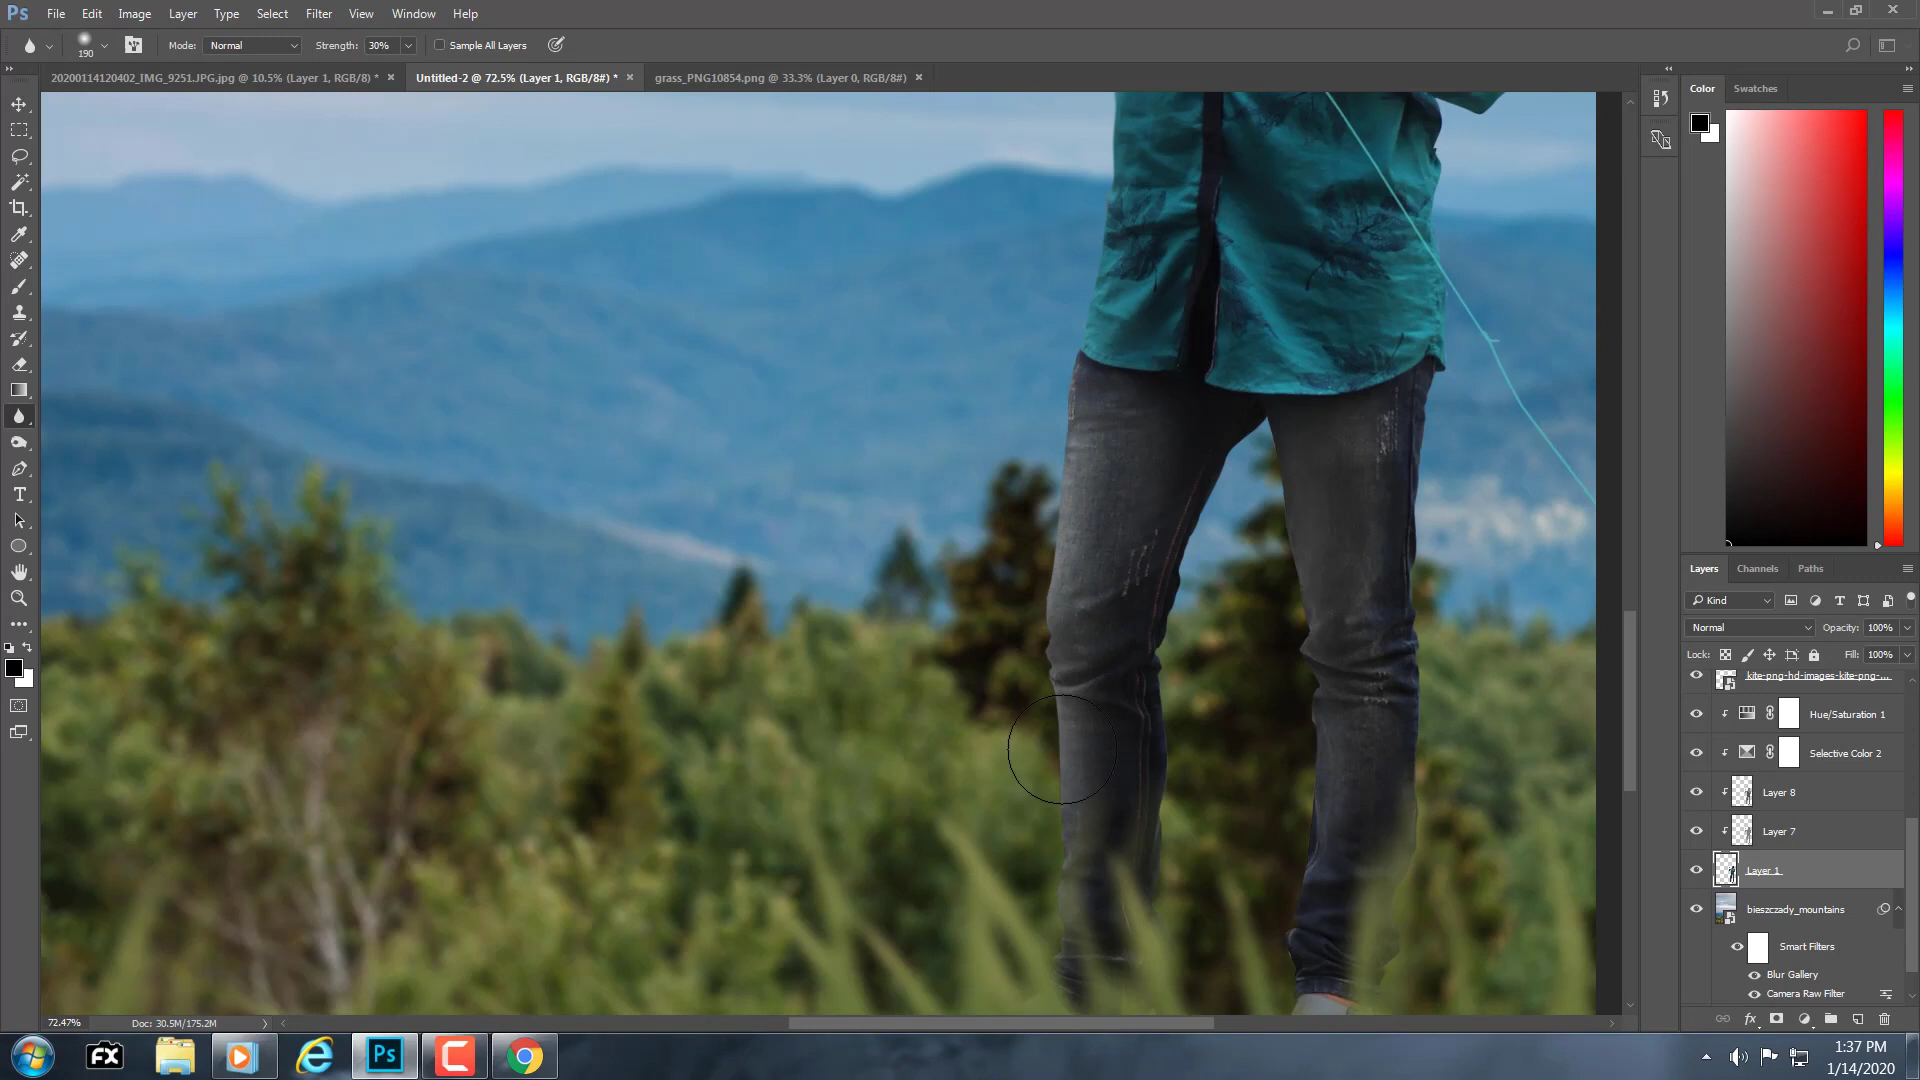 Ps File Edit Image Layer Type Select Filter View Window Help
190 Mode: Normal Strength: 30% Sample All Layers
20200114120402_IMG_9251.JPG.jpg @ 10.5% (Layer 1, RGB/8) * × Untitled-2 @ 72.5% (Layer 1, RGB/8#) * × grass_PNG10854.png @ 33.3% (Layer 0, RGB/8#) ×
Color Swatches
Layers Channels Paths
Kind
Normal Opacity: 100%
Lock: Fill: 100%
kite-png-hd-images-kite-png-...
Hue/Saturation 1
Selective Color 2
Layer 8
Layer 7
Layer 1
bieszczady_mountains
Smart Filters
Blur Gallery
Camera Raw Filter
fx
72.47% Doc: 30.5M/175.2M
FX Ps
1:37 PM
1/14/2020